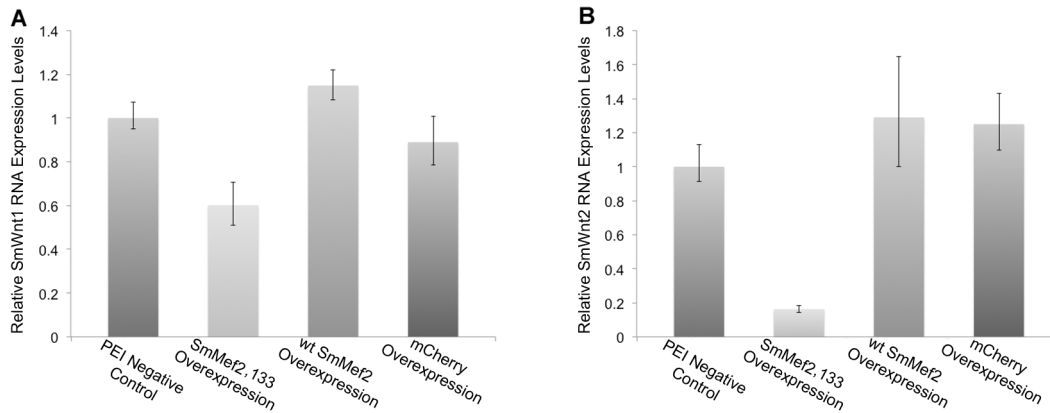 A
Relative SmWnt1 RNA Expression Levels
1.4
1.2
1
0.8
0.6
0.4
0.2
0
PEI Negative
Control
SmMef2,133
Overexpression
wt SmMef2
Overexpression
mCherry
Overexpression
B
Relative SmWnt2 RNA Expression Levels
1.8
1.6
1.4
1.2
1
0.8
0.6
0.4
0.2
0
PEI Negative
Control
SmMef2,133
Overexpression
wt SmMef2
Overexpression
mCherry
Overexpression